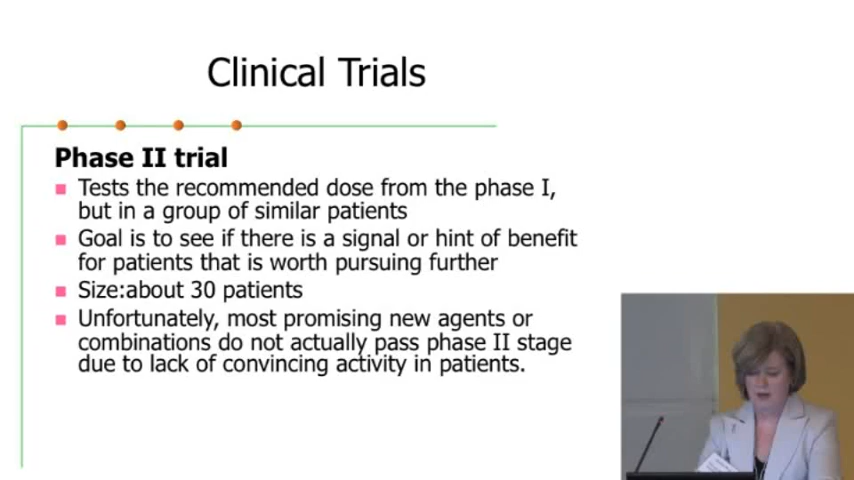 Clinical Trials
Phase II trial
Tests the recommended dose from the phase I,
but in a group of similar patients
Goal is to see if there is a signal or hint of benefit
for patients that is worth pursuing further
Size:about 30 patients
Unfortunately, most promising new agents or
combinations do not actually pass phase II stage
due to lack of convincing activity in patients.